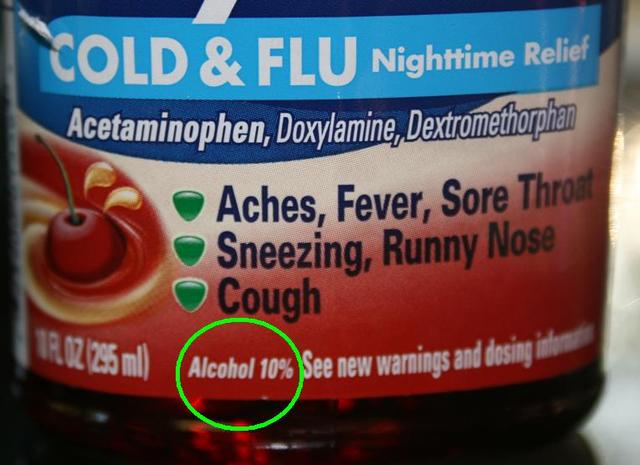 COLD & FLU Nighttime Relief
Acetaminophen, Doxylamine, Dextromethorphan
Aches, Fever, Sore Throat
Sneezing, Runny Nose
Cough
10 FL OZ (295 ml) Alcohol 10% See new warnings and dosing information